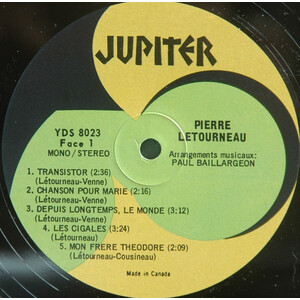 JUPITER
YDS 8023
Face 1
MONO/STEREO
PIERRE
LETOURNEAU
Arrangements musicaux:
PAUL BAILLARGEON
1. TRANSISTOR (2:36)
(Létourneau-Venne)
2. CHANSON POUR MARIE (2:16)
(Létourneau-Venne)
3. DEPUIS LONGTEMPS, LE MONDE (3:12)
(Létourneau-Venne)
4. LES CIGALES (3:24)
(Létourneau)
5. MON FRERE THEODORE (2:09)
(Létourneau-Cousineau)
Made in Canada